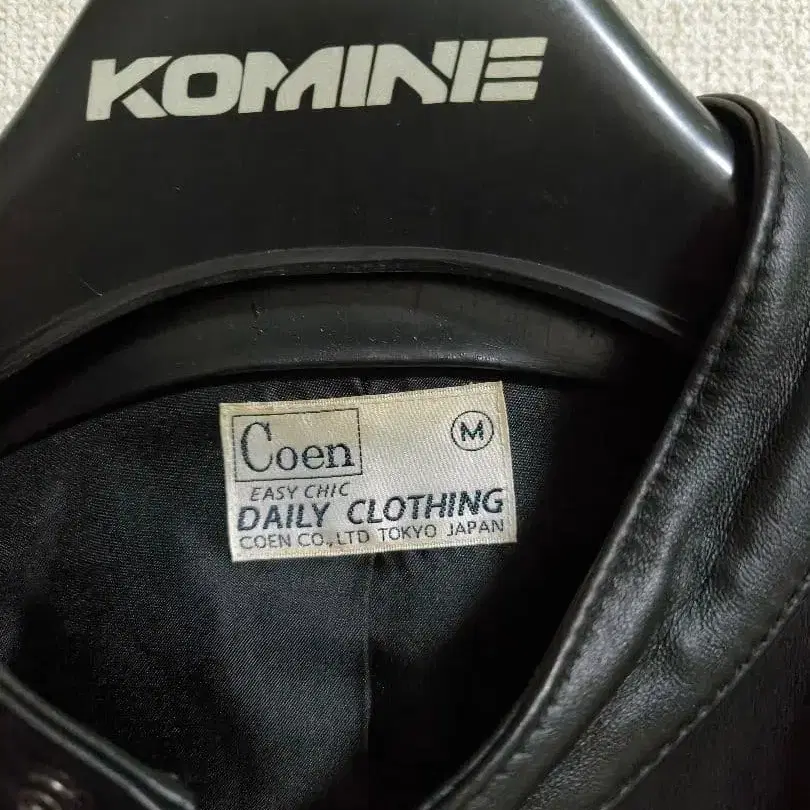 KOMINE
Coen
M
EASY CHIC
DAILY CLOTHING
COEN CO.,LTD TOKYO JAPAN